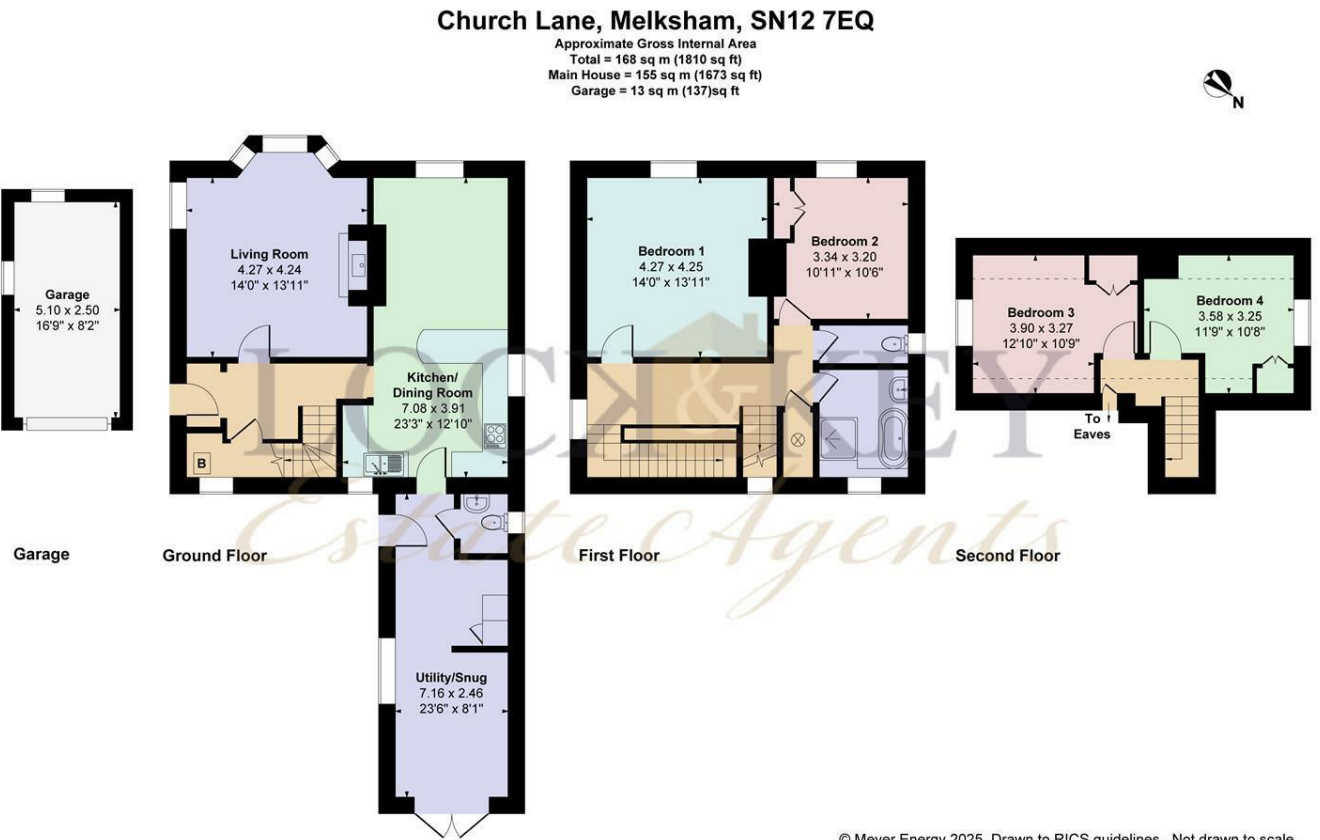 Church Lane, Melksham, SN12 7EQ
Approximate Gross Internal Area
Total = 168 sq m (1810 sq ft)
Main House = 155 sq m (1673 sq ft)
Garage = 13 sq m (137)sq ft
N
Garage
5.10 x 2.50
16'9" x 8'2"
Living Room
4.27 x 4.24
14'0" x 13'11"
Kitchen/
Dining Room
7.08 x 3.91
23'3" x 12'10"
B
Utility/Snug
7.16 x 2.46
23'6" x 8'1"
Bedroom 1
4.27 x 4.25
14'0" x 13'11"
Bedroom 2
3.34 x 3.20
10'11" x 10'6"
Bedroom 3
3.90 x 3.27
12'10" x 10'9"
Bedroom 4
3.58 x 3.25
11'9" x 10'8"
To
Eaves
LOCK & KEY
Estate Agents
Garage
Ground Floor
First Floor
Second Floor
© Meyer Energy 2025. Drawn to RICS guidelines. Not drawn to scale.